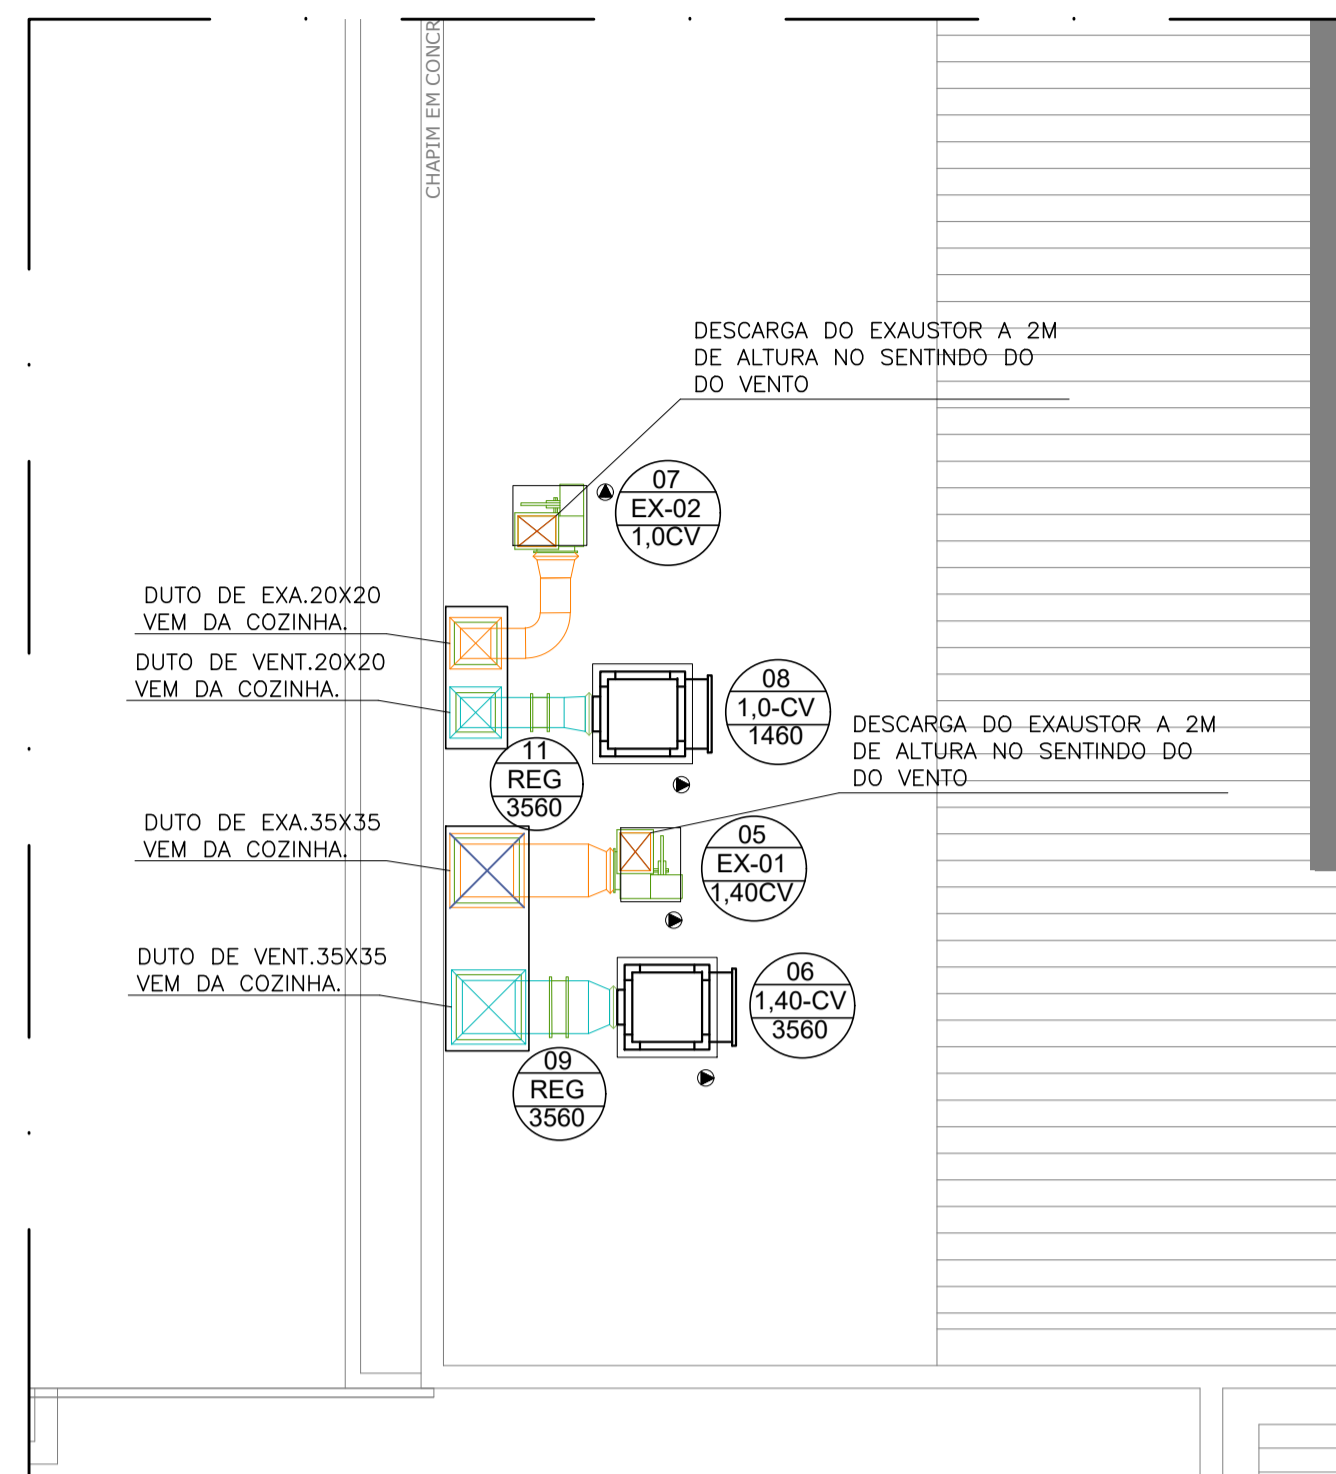 CHAPIM EM CONCR
DESCARGA DO EXAUSTOR A 2M
DE ALTURA NO SENTINDO DO
DO VENTO
07
EX-02
1,0CV
DUTO DE EXA.20X20
VEM DA COZINHA.
DUTO DE VENT.20X20
VEM DA COZINHA.
08
1,0-CV
1460
DESCARGA DO EXAUSTOR A 2M
DE ALTURA NO SENTINDO DO
DO VENTO
11
REG
3560
DUTO DE EXA.35X35
VEM DA COZINHA.
05
EX-01
1,40CV
DUTO DE VENT.35X35
VEM DA COZINHA.
06
1,40-CV
3560
09
REG
3560